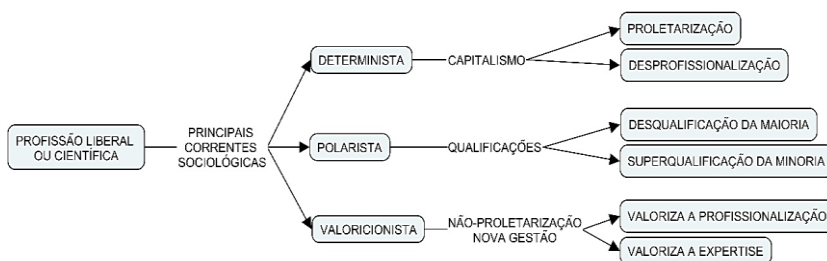 PROFISSÃO LIBERAL
OU CIENTÍFICA
PRINCIPAIS
CORRENTES
SOCIOLÓGICAS
DETERMINISTA
CAPITALISMO
PROLETARIZAÇÃO
DESPROFISSIONALIZAÇÃO
POLARISTA
QUALIFICAÇÕES
DESQUALIFICAÇÃO DA MAIORIA
SUPERQUALIFICAÇÃO DA MINORIA
VALORICIONISTA
NÃO-PROLETARIZAÇÃO
NOVA GESTÃO
VALORIZA A PROFISSIONALIZAÇÃO
VALORIZA A EXPERTISE